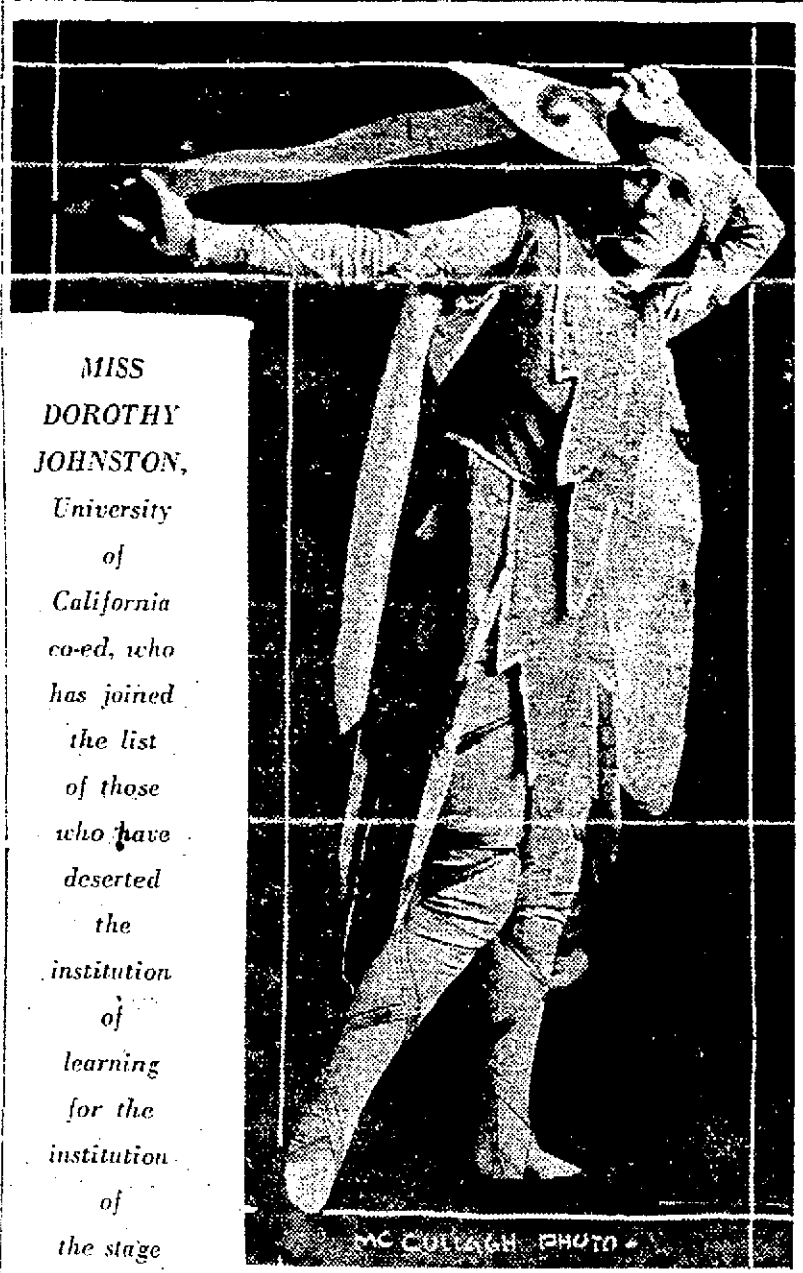 MISS
DOROTHY
JOHNSTON,
University
of
California
co-ed, who
has joined
the list
of those
who have
deserted
the
institution
of
learning
for the
institution
of
the stage
MC CULLAGH PHOTO